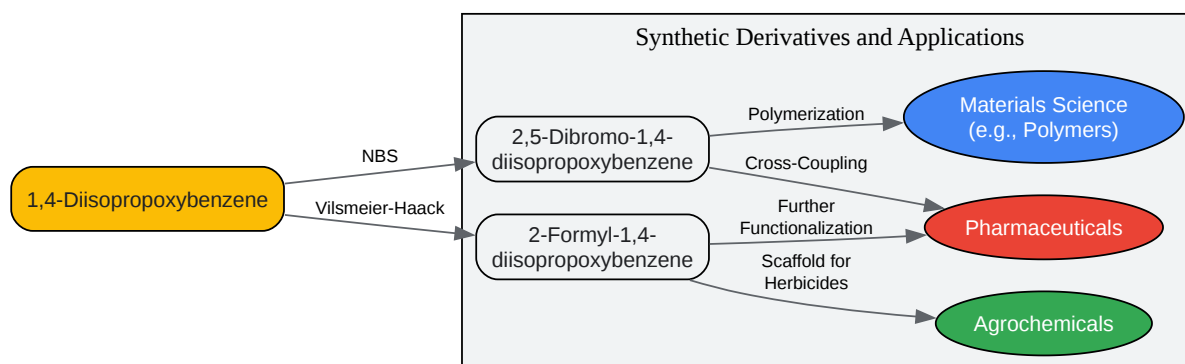 Synthetic Derivatives and Applications
1,4-Diisopropoxybenzene
NBS
Vilsmeier-Haack
2,5-Dibromo-1,4-
diisopropoxybenzene
2-Formyl-1,4-
diisopropoxybenzene
Polymerization
Cross-Coupling
Further
Functionalization
Scaffold for
Herbicides
Materials Science
(e.g., Polymers)
Pharmaceuticals
Agrochemicals